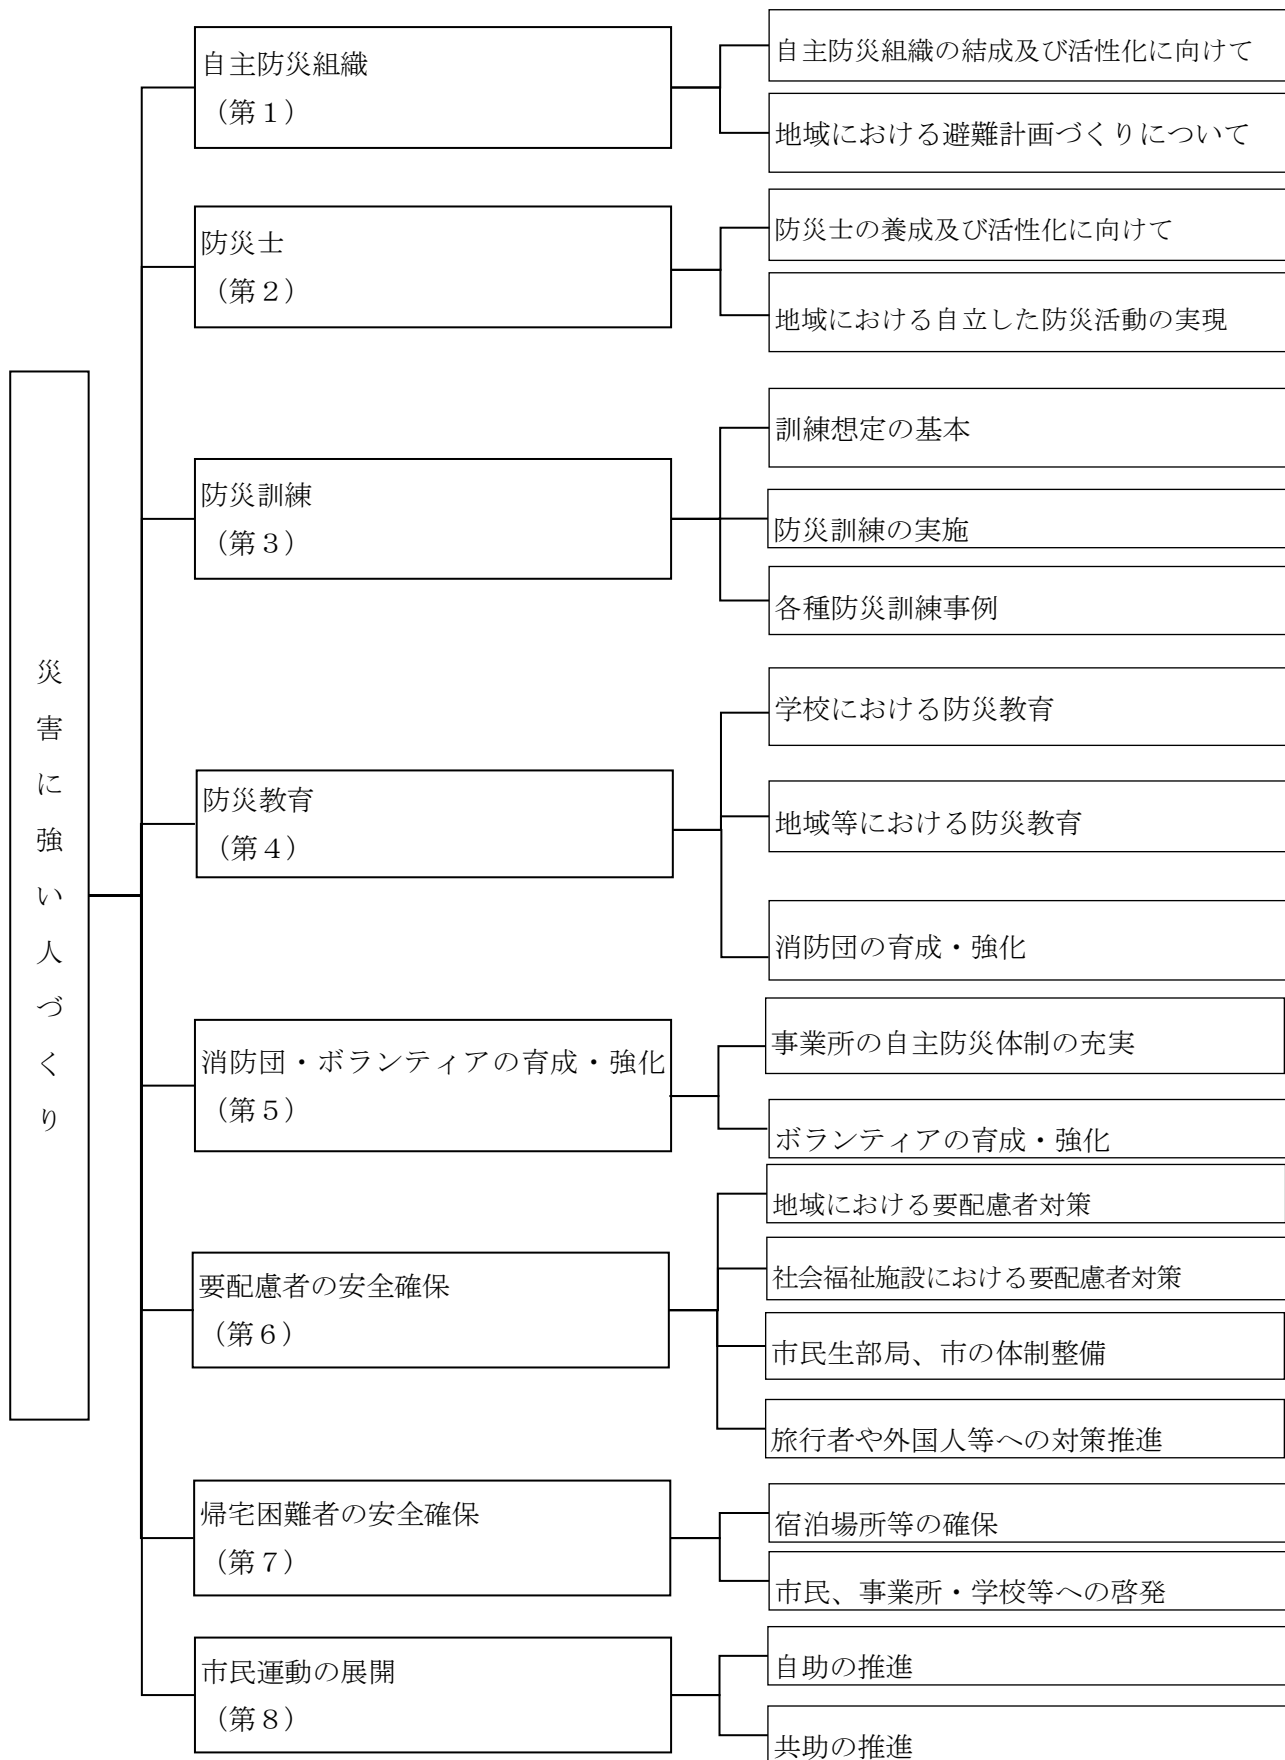 災害に強い人づくり
自主防災組織
（第１）
自主防災組織の結成及び活性化に向けて
地域における避難計画づくりについて
防災士
（第２）
防災士の養成及び活性化に向けて
地域における自立した防災活動の実現
防災訓練
（第３）
訓練想定の基本
防災訓練の実施
各種防災訓練事例
防災教育
（第４）
学校における防災教育
地域等における防災教育
消防団の育成・強化
消防団・ボランティアの育成・強化
（第５）
事業所の自主防災体制の充実
ボランティアの育成・強化
要配慮者の安全確保
（第６）
地域における要配慮者対策
社会福祉施設における要配慮者対策
市民生部局、市の体制整備
旅行者や外国人等への対策推進
帰宅困難者の安全確保
（第７）
宿泊場所等の確保
市民、事業所・学校等への啓発
市民運動の展開
（第８）
自助の推進
共助の推進